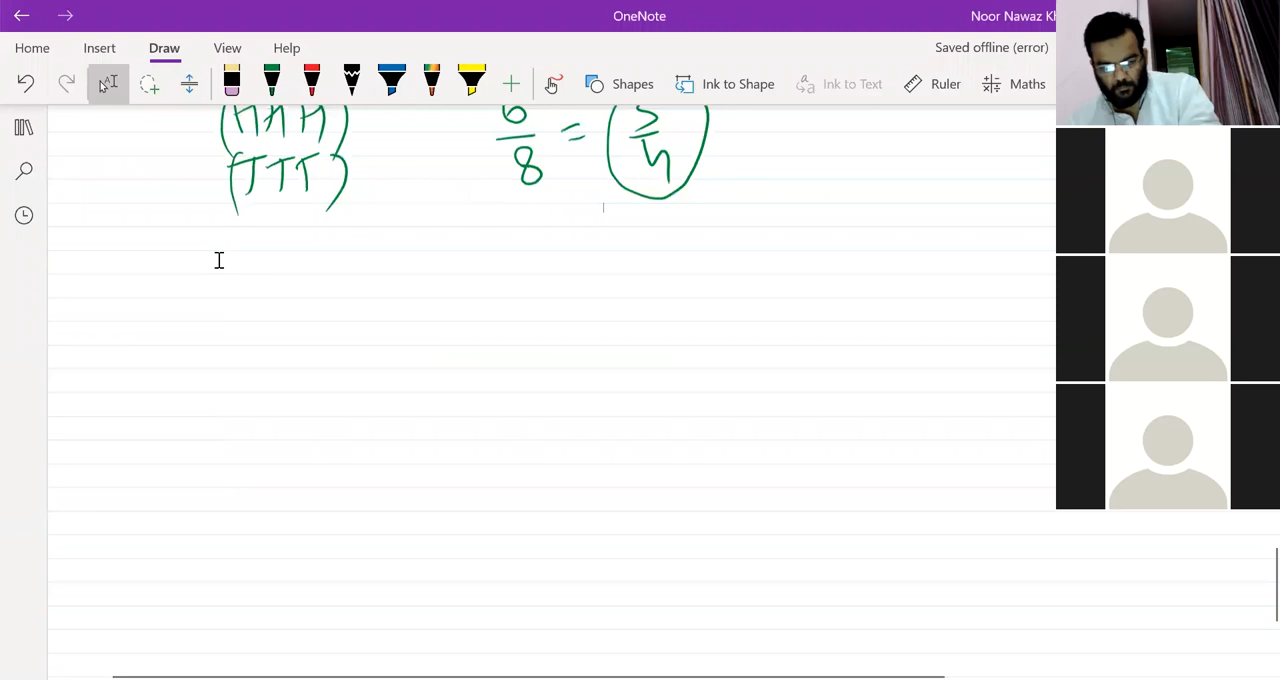 OneNote
Noor Nawaz Kh
Home Insert Draw View Help
Saved offline (error)
Shapes Ink to Shape Ink to Text Ruler Maths
(HHH)
(TTT)
6/8 = 3/4